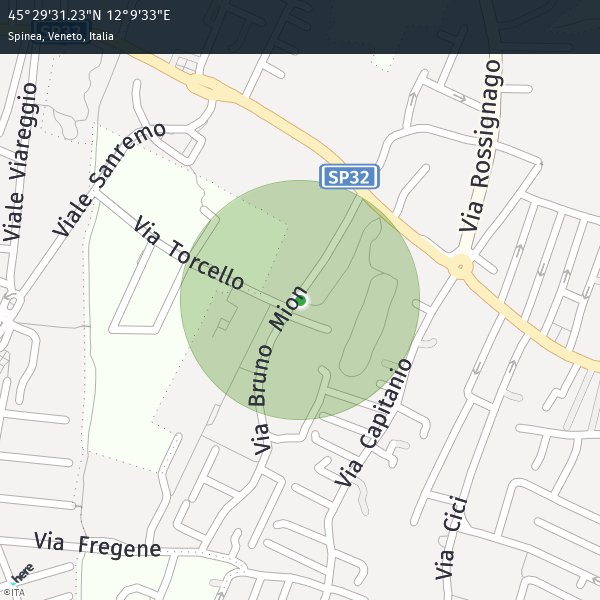 45°29'31.23"N 12°9'33"E
Spinea, Veneto, Italia
SP32
Viale Viareggio
Viale Sanremo
Via Rossignago
SP32
Via Torcello
Via Bruno Mion
Via Capitanio
Via Cici
Via Fregene
here
©ITA